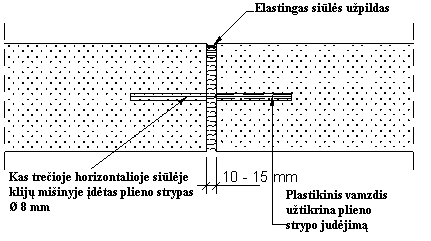 Elastingas siūlės užpildas
Kas trečioje horizontalioje siūlėje
klijų mišinyje įdėtas plieno strypas
Ø 8 mm
10 - 15 mm
Plastikinis vamzdis
užtikrina plieno
strypo judėjimą